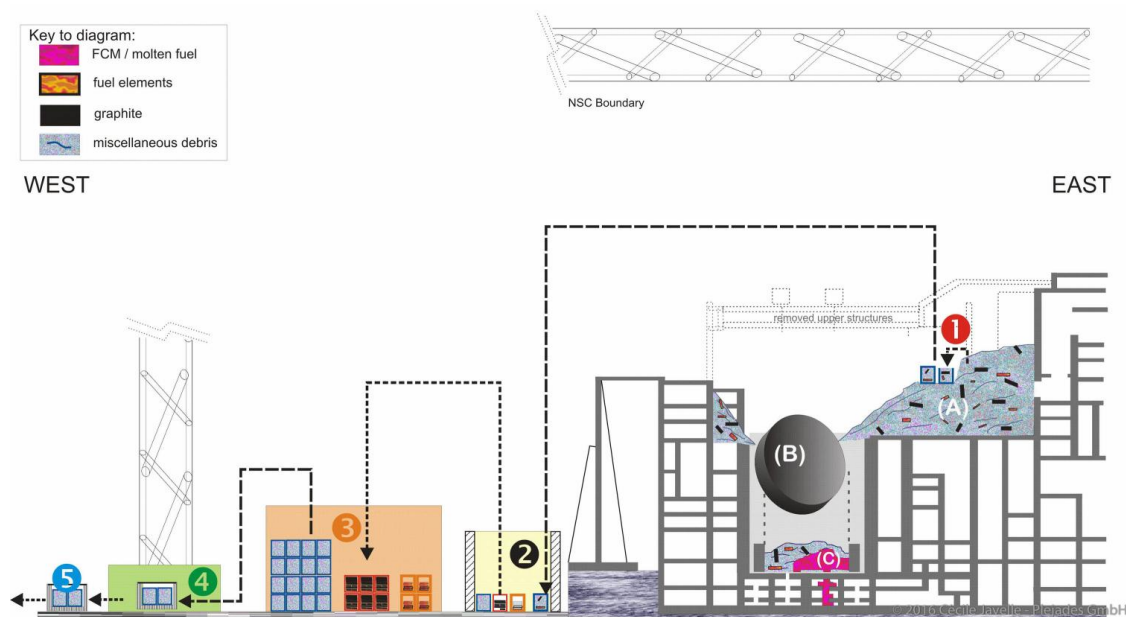 Key to diagram:
FCM / molten fuel
fuel elements
graphite
miscellaneous debris
NSC Boundary
WEST
EAST
removed upper structures
1
(A)
(B)
2
3
(C)
4
5
©2016 Cécile Javelle - Plejades GmbH